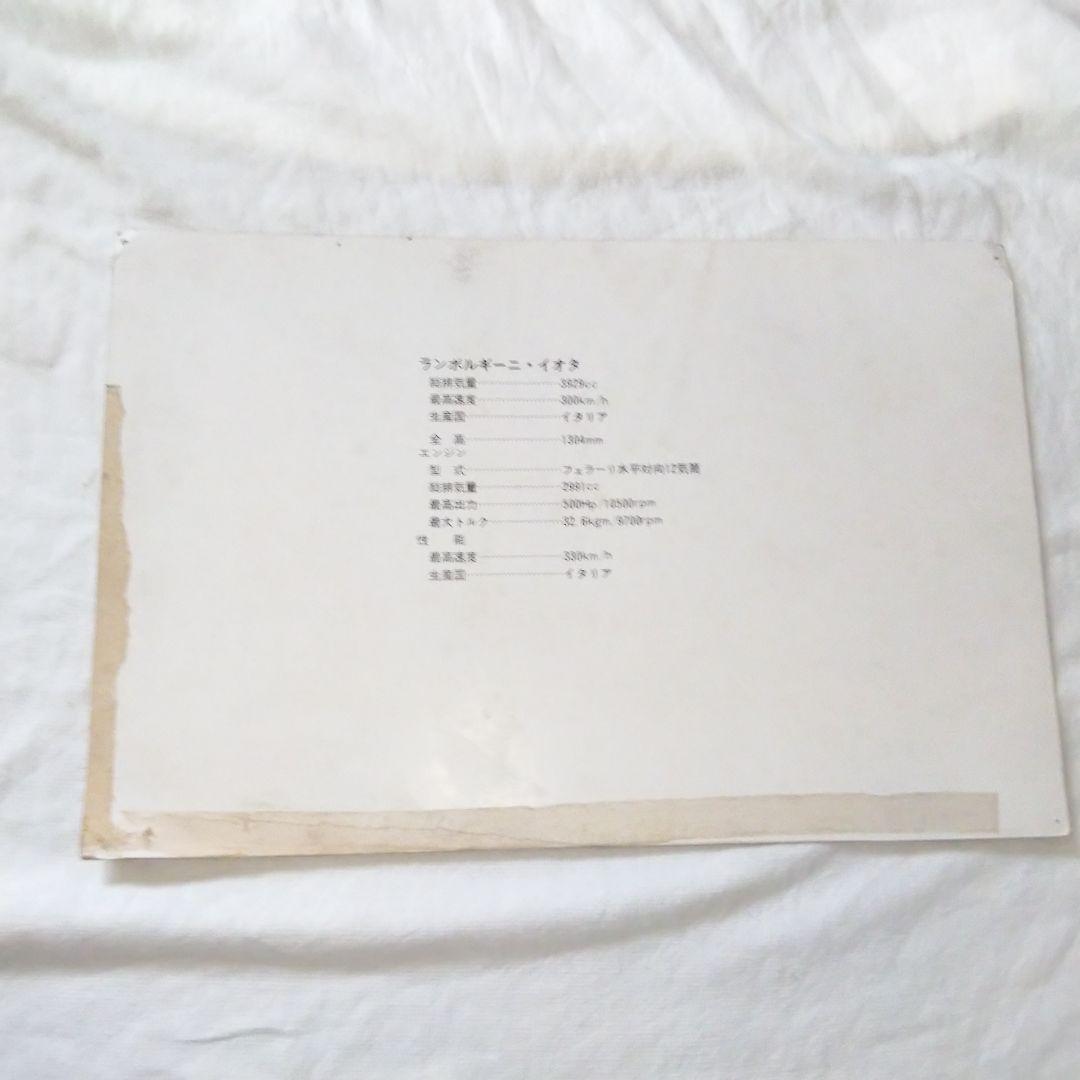 ランボルギーニ・イオタ
総排気量……………3929cc
最高速度……………300km/h
生産国………………イタリア
全 高………………1304mm
エンジン
型 式………………フェラーリ水平対向12気筒
総排気量……………2991cc
最高出力……………500Hp/10500rpm
最大トルク…………32.6kgm/9700rpm
性 能
最高速度……………330km/h
生産国………………イタリア